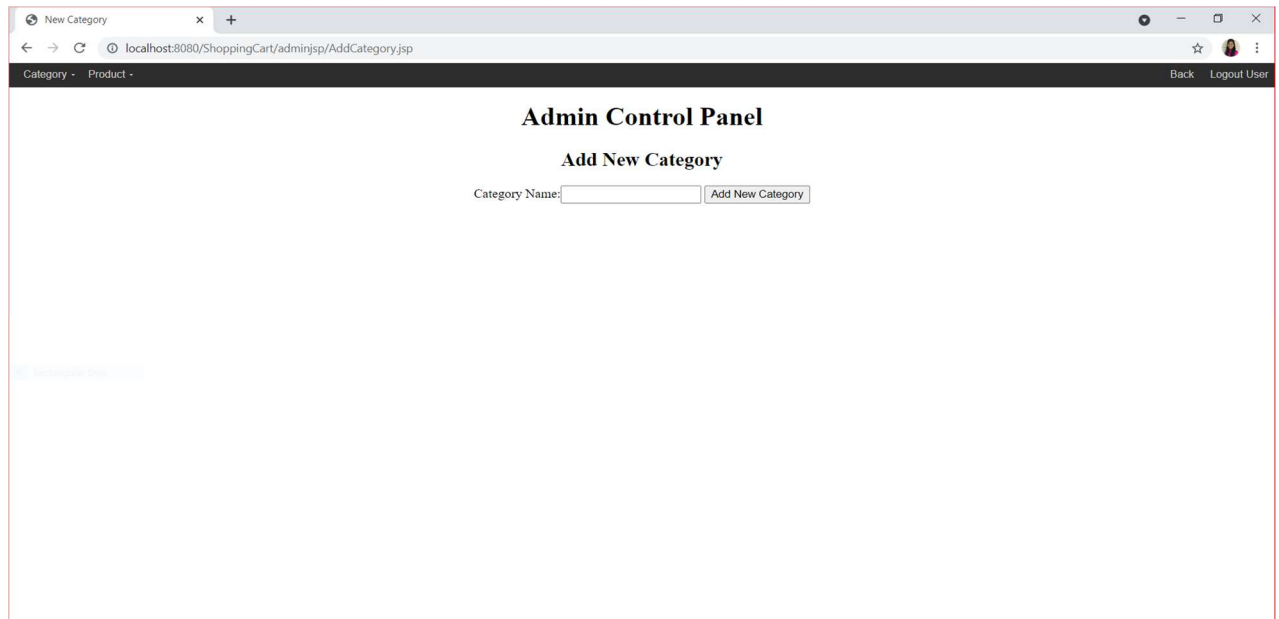 New Category
localhost:8080/ShoppingCart/adminjsp/AddCategory.jsp
Category Product Back Logout User
Admin Control Panel
Add New Category
Category Name: Add New Category